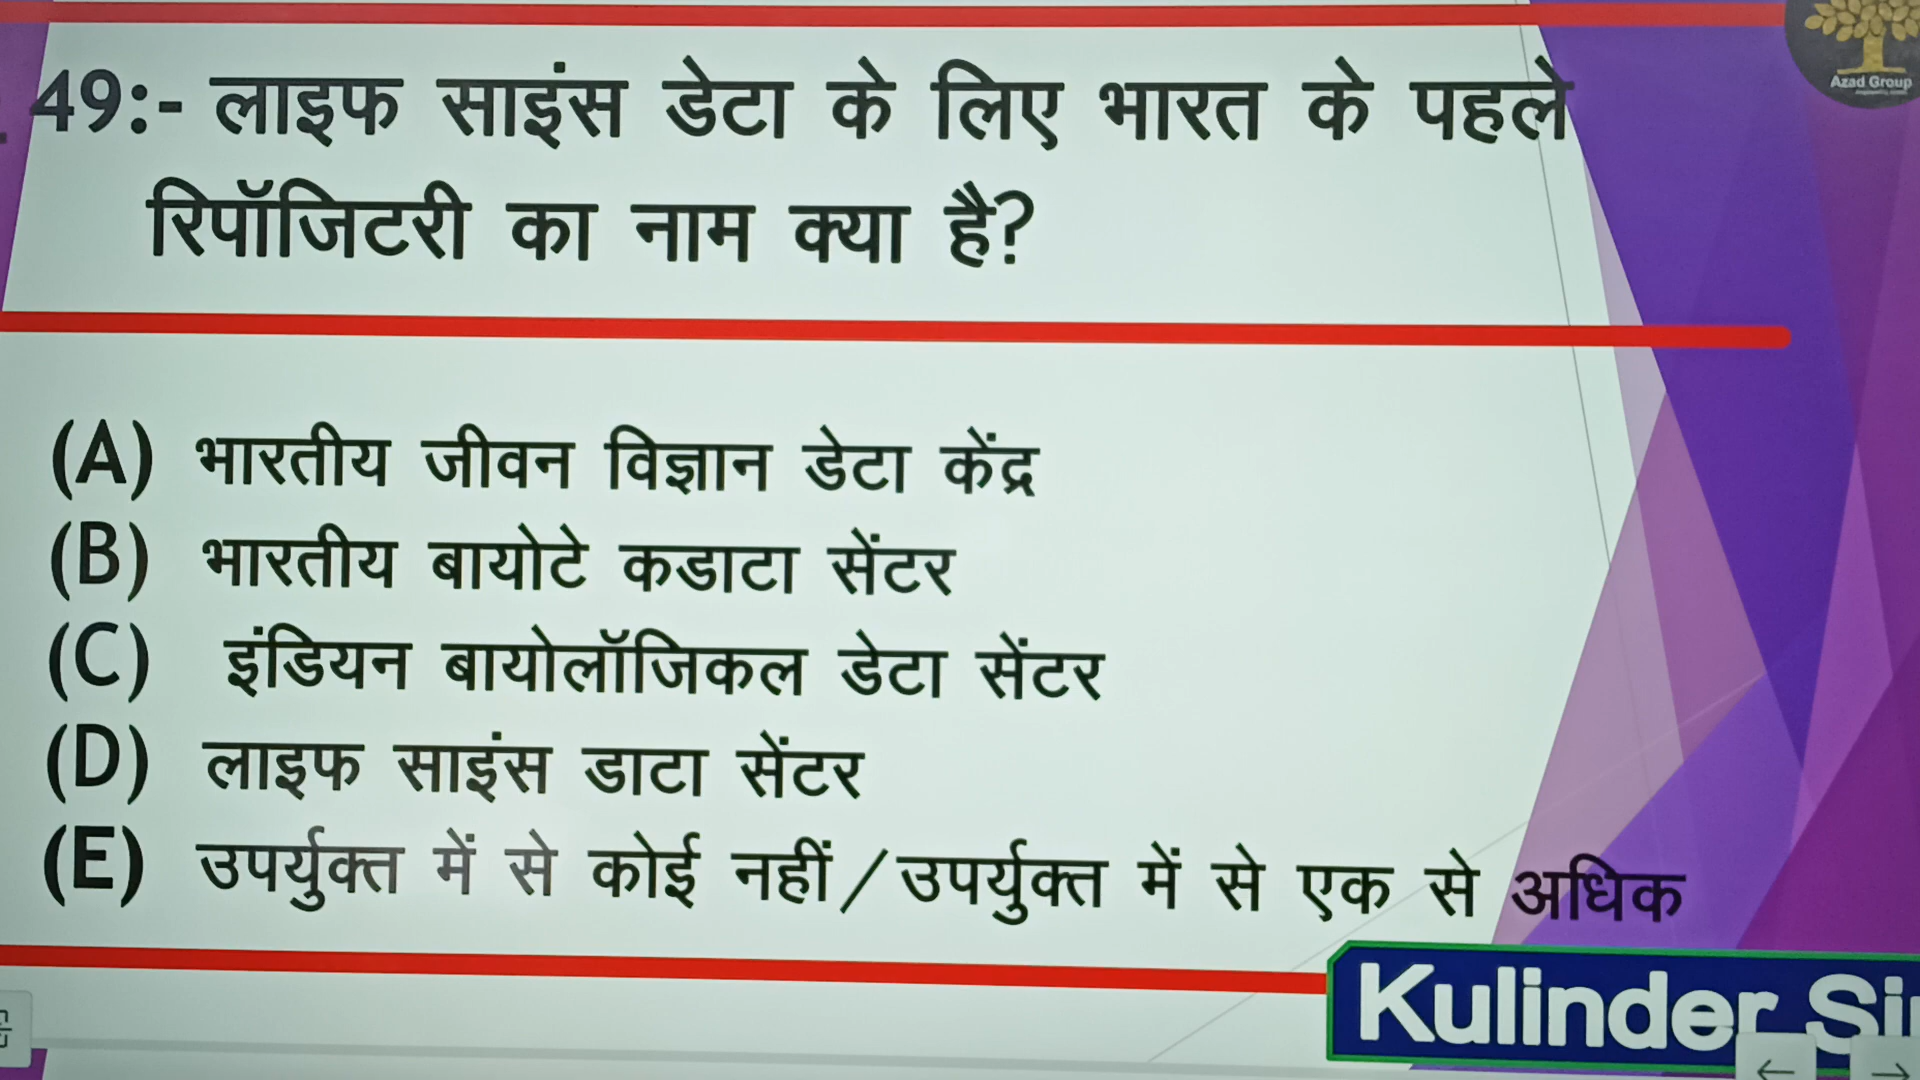 49:- लाइफ साइंस डेटा के लिए भारत के पहले
रिपॉजिटरी का नाम क्या है?
(A) भारतीय जीवन विज्ञान डेटा केंद्र
(B) भारतीय बायोटे कडाटा सेंटर
(C) इंडियन बायोलॉजिकल डेटा सेंटर
(D) लाइफ साइंस डाटा सेंटर
(E) उपर्युक्त में से कोई नहीं/उपर्युक्त में से एक से अधिक
Azad Group
Kulinder